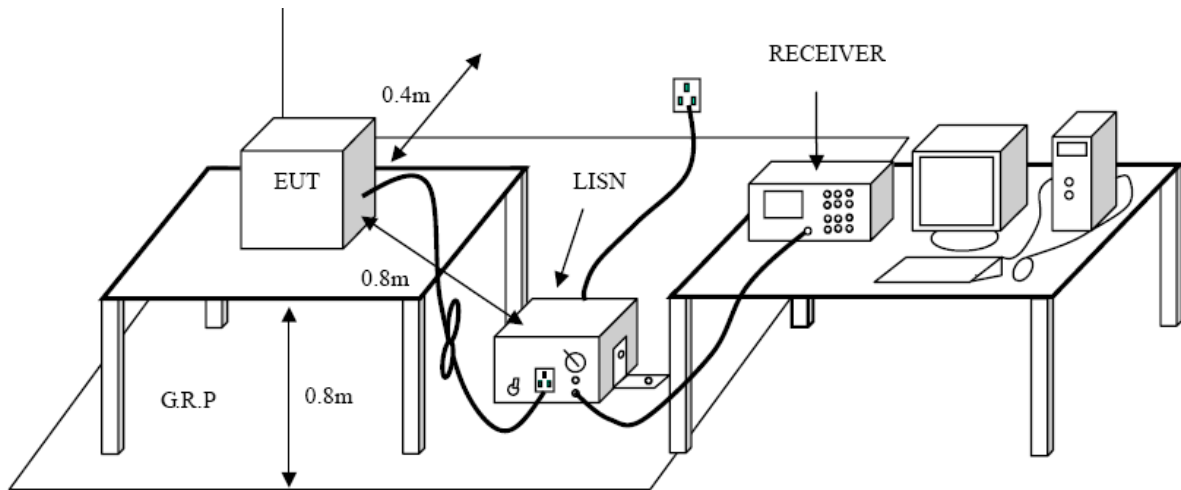 RECEIVER
0.4m
EUT
LISN
0.8m
G.R.P
0.8m